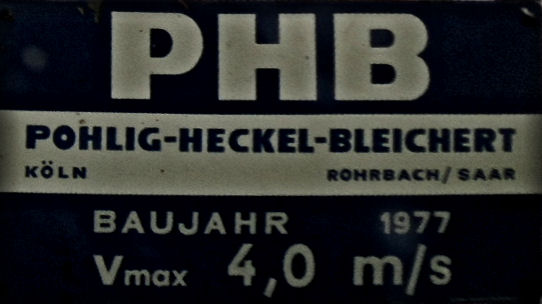 PHB
POHLIG-HECKEL-BLEICHERT
KÖLN ROHRBACH/SAAR
BAUJAHR 1977
Vmax 4,0 m/s